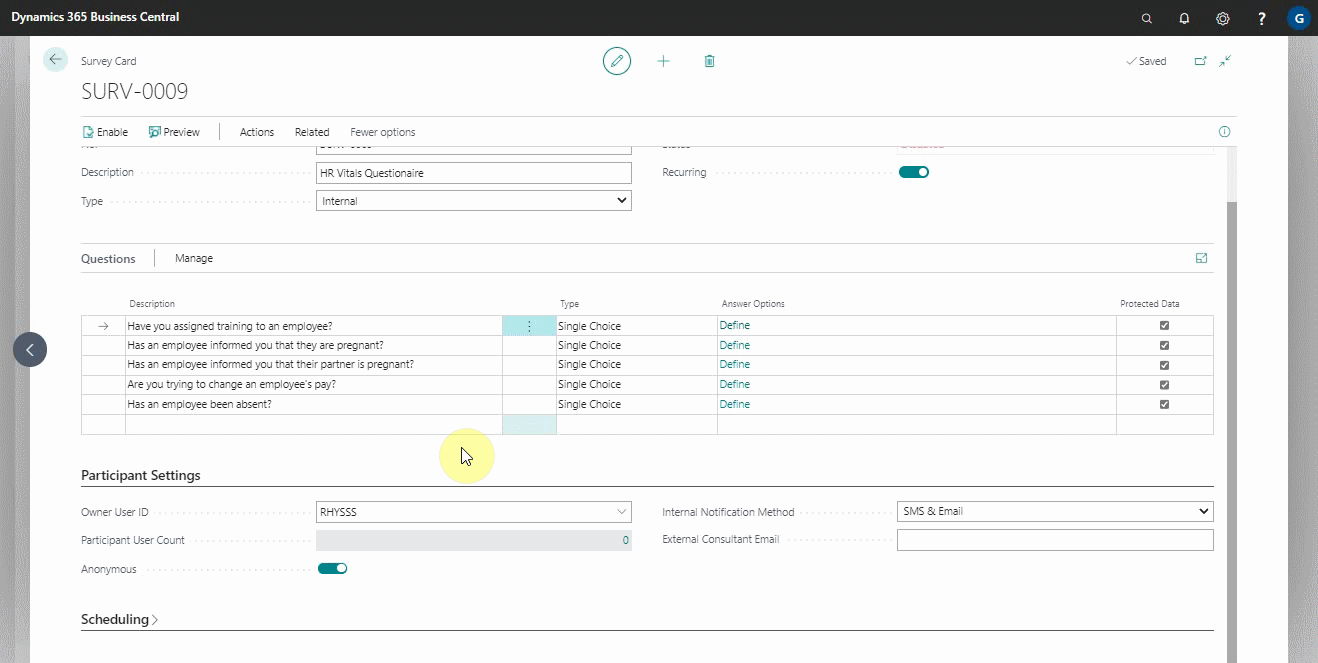 Dynamics 365 Business Central
? G
Survey Card
Saved
SURV-0009
Enable Preview Actions Related Fewer options
Description HR Vitals Questionaire Recurring
Type Internal
Questions Manage
Description Type Answer Options Protected Data
Have you assigned training to an employee? Single Choice Define
Has an employee informed you that they are pregnant? Single Choice Define
Has an employee informed you that their partner is pregnant? Single Choice Define
Are you trying to change an employee's pay? Single Choice Define
Has an employee been absent? Single Choice Define
Participant Settings
Owner User ID RHYSSS Internal Notification Method SMS & Email
Participant User Count 0 External Consultant Email
Anonymous
Scheduling